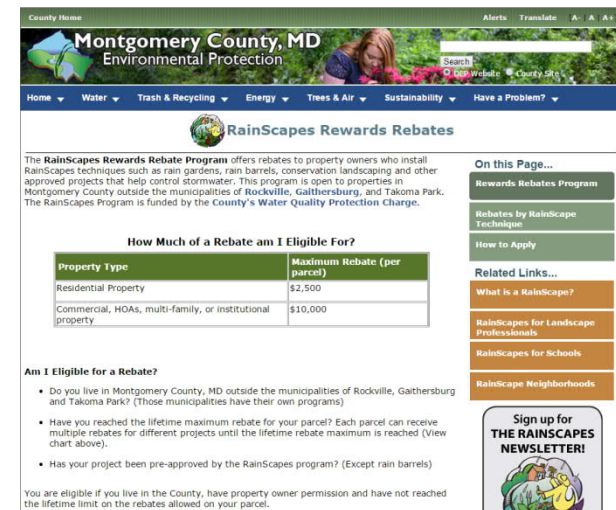 County Home
Alerts Translate A- A A+
Montgomery County, MD
Environmental Protection
Search
DEP Website County Site
Home Water Trash & Recycling Energy Trees & Air Sustainability Have a Problem?
RainScapes Rewards Rebates
The RainScapes Rewards Rebate Program offers rebates to property owners who install
RainScapes techniques such as rain gardens, rain barrels, conservation landscaping and other
approved projects that help control stormwater. This program is open to properties in
Montgomery County outside the municipalities of Rockville, Gaithersburg, and Takoma Park.
The RainScapes Program is funded by the County's Water Quality Protection Charge.
How Much of a Rebate am I Eligible For?
Property Type
Maximum Rebate (per
parcel)
Residential Property
$2,500
Commercial, HOAs, multi-family, or institutional
property
$10,000
Am I Eligible for a Rebate?
• Do you live in Montgomery County, MD outside the municipalities of Rockville, Gaithersburg
and Takoma Park? (Those municipalities have their own programs)
• Have you reached the lifetime maximum rebate for your parcel? Each parcel can receive
multiple rebates for different projects until the lifetime rebate maximum is reached (View
chart above).
• Has your project been pre-approved by the RainScapes program? (Except rain barrels)
You are eligible if you live in the County, have property owner permission and have not reached
the lifetime limit on the rebates allowed on your parcel.
On this Page...
Rewards Rebates Program
Rebates by RainScape
Technique
How to Apply
Related Links...
What is a RainScape?
RainScapes for Landscape
Professionals
RainScapes for Schools
RainScape Neighborhoods
Sign up for
THE RAINSCAPES
NEWSLETTER!